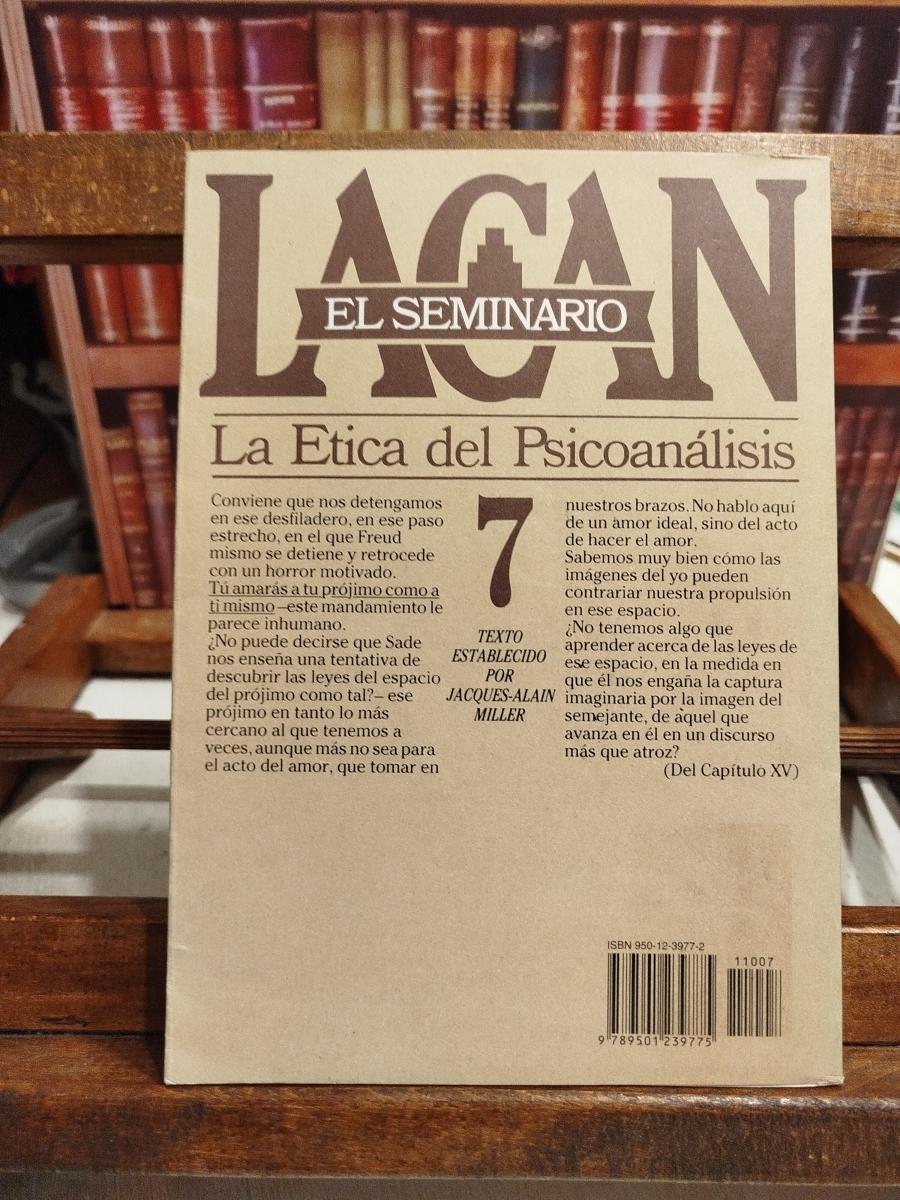 LACAN
EL SEMINARIO
La Etica del Psicoanálisis
Conviene que nos detengamos
en ese desfiladero, en ese paso
estrecho, en el que Freud
mismo se detiene y retrocede
con un horror motivado.
Tú amarás a tu prójimo como a
ti mismo –este mandamiento le
parece inhumano.
¿No puede decirse que Sade
nos enseña una tentativa de
descubrir las leyes del espacio
del prójimo como tal?– ese
prójimo en tanto lo más
cercano al que tenemos a
veces, aunque más no sea para
el acto del amor, que tomar en
7
TEXTO
ESTABLECIDO
POR
JACQUES-ALAIN
MILLER
nuestros brazos. No hablo aquí
de un amor ideal, sino del acto
de hacer el amor.
Sabemos muy bien cómo las
imágenes del yo pueden
contrariar nuestra propulsión
en ese espacio.
¿No tenemos algo que
aprender acerca de las leyes de
ese espacio, en la medida en
que él nos engaña la captura
imaginaria por la imagen del
semejante, de àquel que
avanza en él en un discurso
más que atroz?
(Del Capítulo XV)
ISBN 950-12-3977-2
11007
9 789501 239775